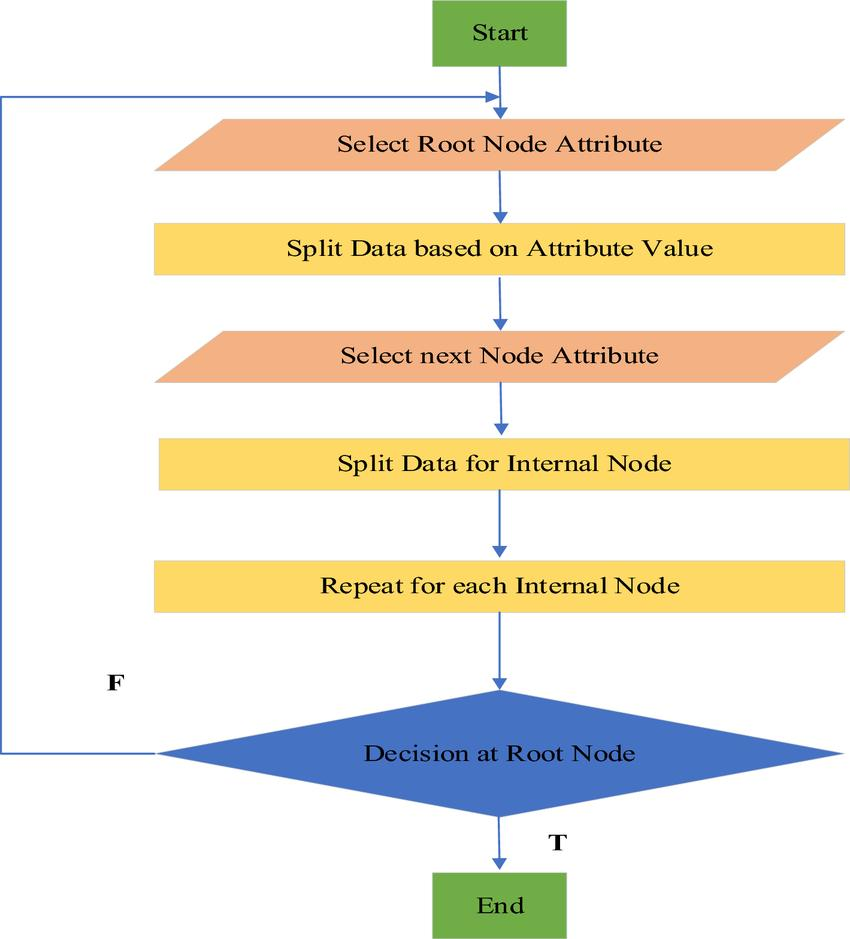 Start
Select Root Node Attribute
Split Data based on Attribute Value
Select next Node Attribute
Split Data for Internal Node
Repeat for each Internal Node
F
Decision at Root Node
T
End